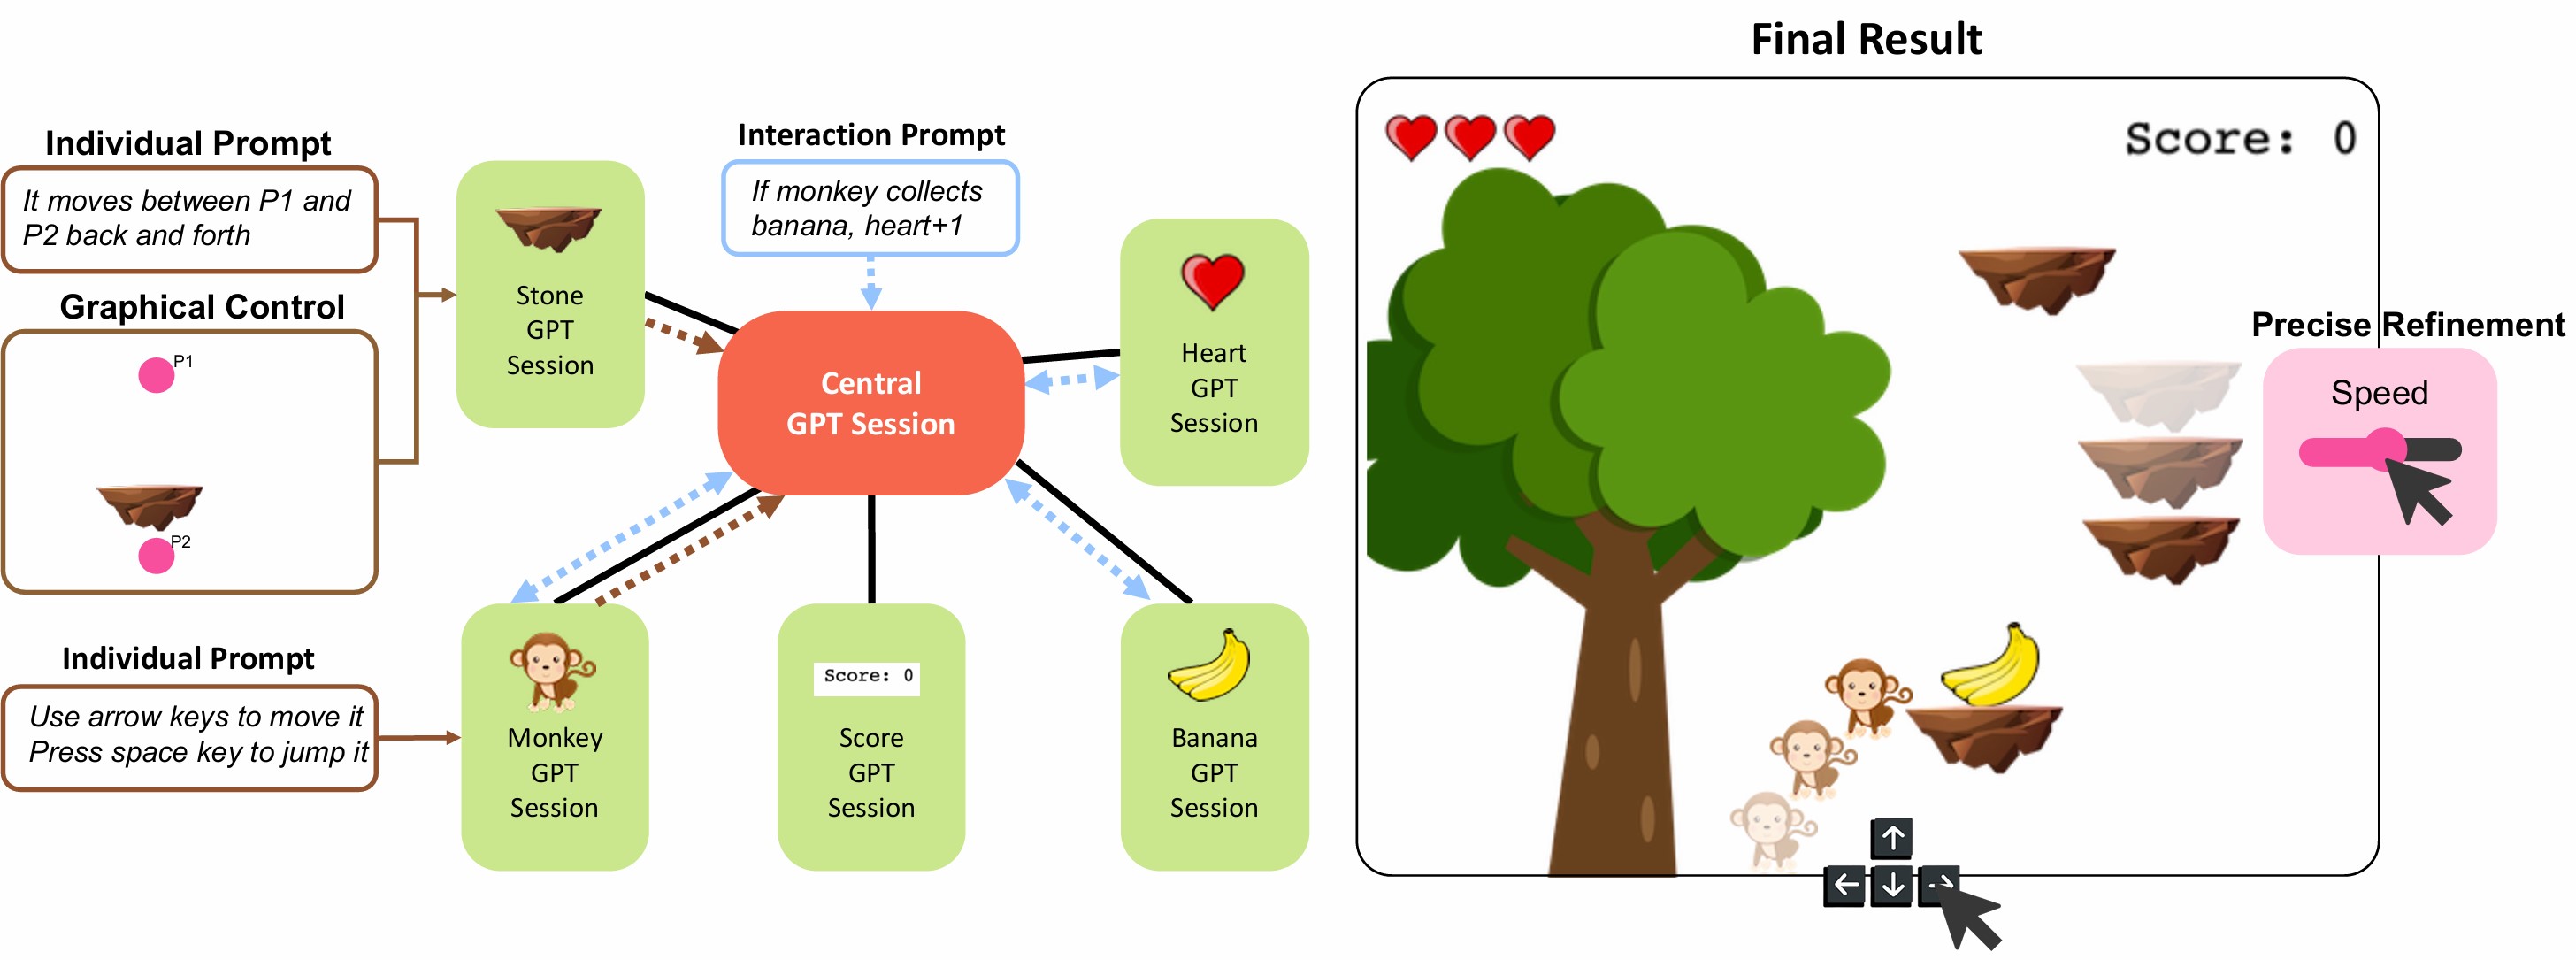 Individual Prompt
It moves between P1 and
P2 back and forth
Graphical Control
P1
P2
Individual Prompt
Use arrow keys to move it
Press space key to jump it
Stone
GPT
Session
Interaction Prompt
If monkey collects
banana, heart+1
Central
GPT Session
Heart
GPT
Session
Monkey
GPT
Session
Score: 0
Score
GPT
Session
Banana
GPT
Session
Final Result
Score: 0
Precise Refinement
Speed